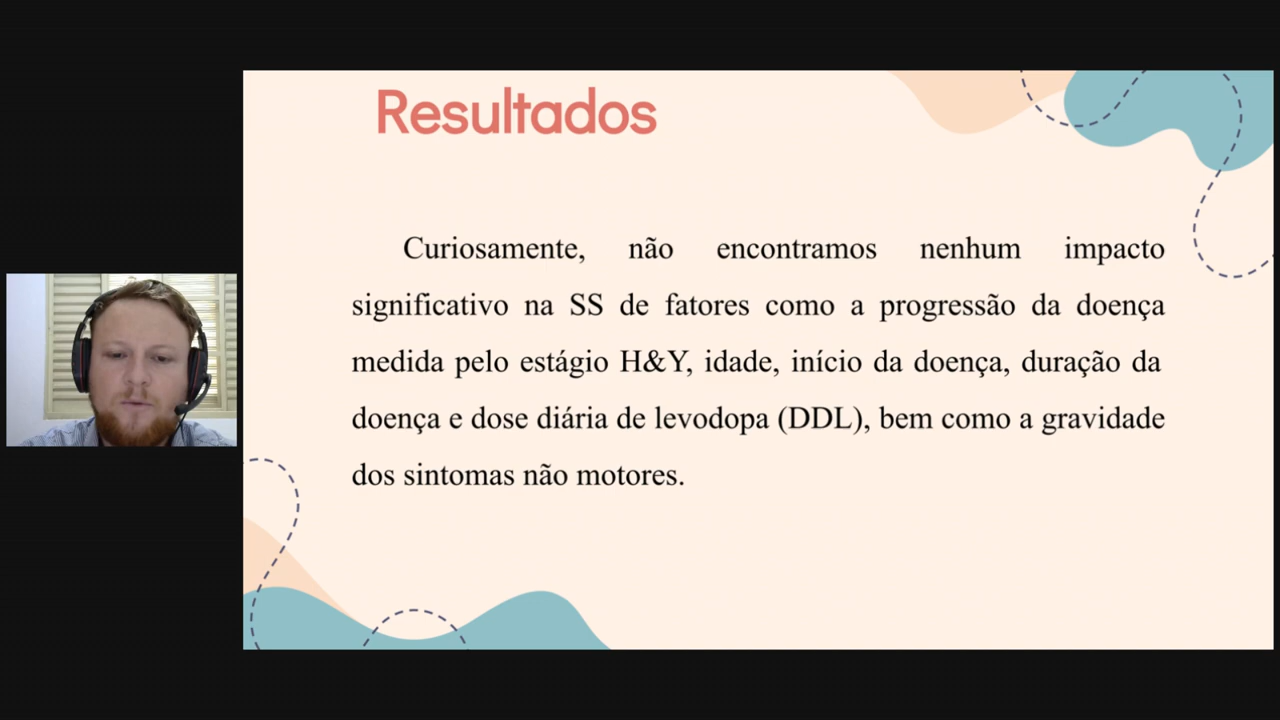 Resultados
Curiosamente, não encontramos nenhum impacto
significativo na SS de fatores como a progressão da doença
medida pelo estágio H&Y, idade, início da doença, duração da
doença e dose diária de levodopa (DDL), bem como a gravidade
dos sintomas não motores.